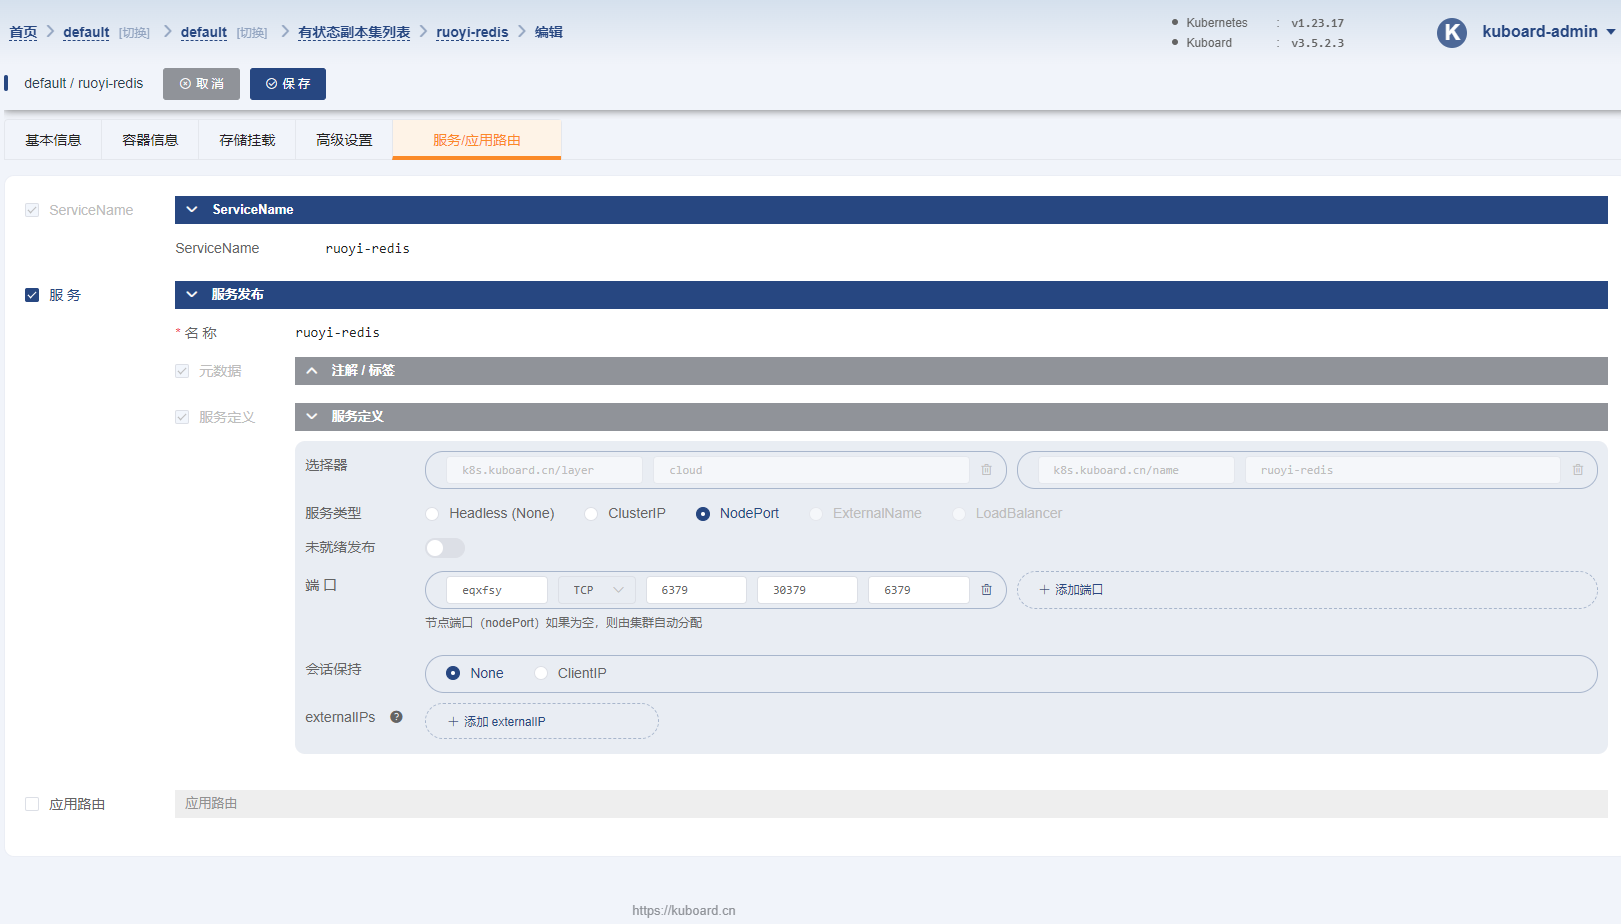 首页 default [切换] default [切换] 有状态副本集列表 ruoyi-redis 编辑
Kubernetes : v1.23.17
Kuboard : v3.5.2.3
K kuboard-admin
default / ruoyi-redis 取 消 保 存
基本信息 容器信息 存储挂载 高级设置 服务/应用路由
ServiceName ServiceName
ServiceName ruoyi-redis
服 务 服务发布
* 名 称 ruoyi-redis
元数据 注解 / 标签
服务定义 服务定义
选择器 k8s.kuboard.cn/layer cloud k8s.kuboard.cn/name ruoyi-redis
服务类型 Headless (None) ClusterIP NodePort ExternalName LoadBalancer
未就绪发布
端 口 eqxfsy TCP 6379 30379 6379 + 添加端口
节点端口（nodePort）如果为空，则由集群自动分配
会话保持 None ClientIP
externalIPs ? + 添加 externalIP
应用路由 应用路由
https://kuboard.cn